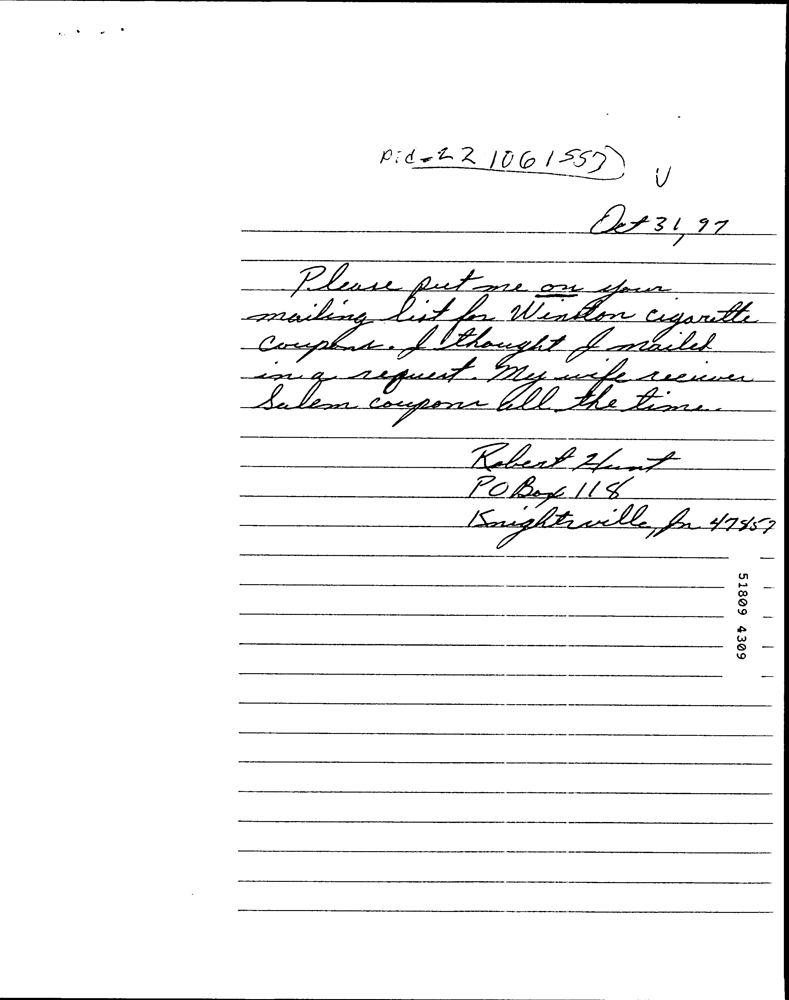 pid-22 1061557
U
Oct 31, 97
Please put me on your
mailing list for Winston cigarette
coupons. I thought I mailed
in a request. My wife receives
Salem coupons all the time.
Robert Hunt
PO Box 118
Knightsville, In 47857
51809 4309